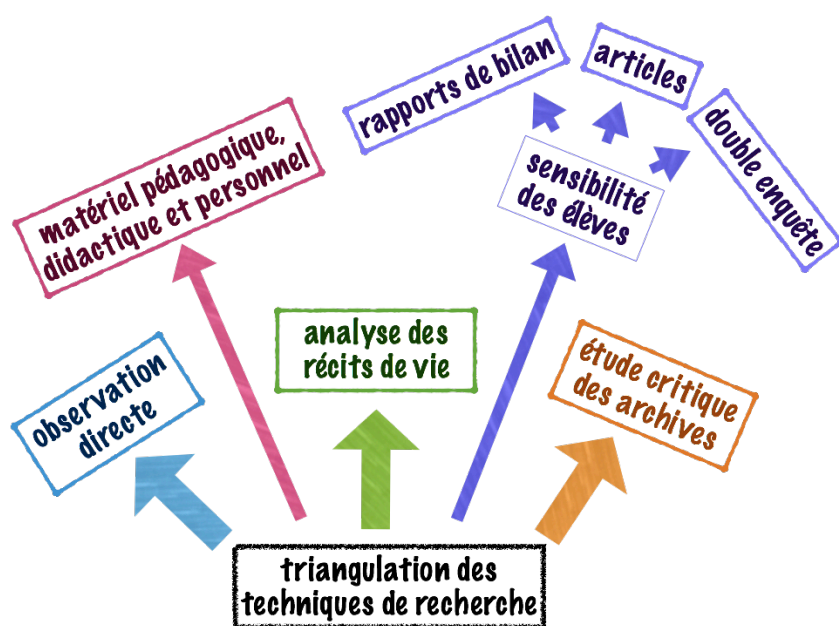 rapports de bilan
articles
double enquête
sensibilité
des élèves
matériel pédagogique,
didactique et personnel
analyse des
récits de vie
étude critique
des archives
observation
directe
triangulation des
techniques de recherche